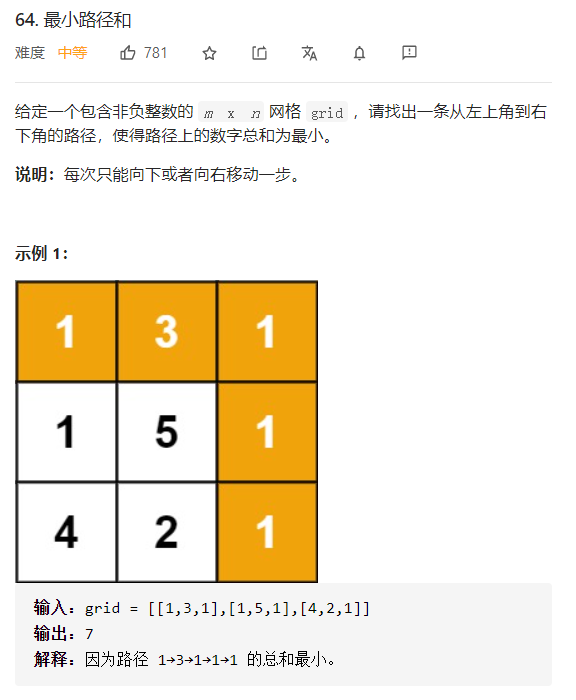 64. 最小路径和
难度 中等 781
给定一个包含非负整数的 m x n 网格 grid ，请找出一条从左上角到右
下角的路径，使得路径上的数字总和为最小。
说明：每次只能向下或者向右移动一步。
示例 1：
1 3 1
1 5 1
4 2 1
输入：grid = [[1,3,1],[1,5,1],[4,2,1]]
输出：7
解释：因为路径 1→3→1→1→1 的总和最小。